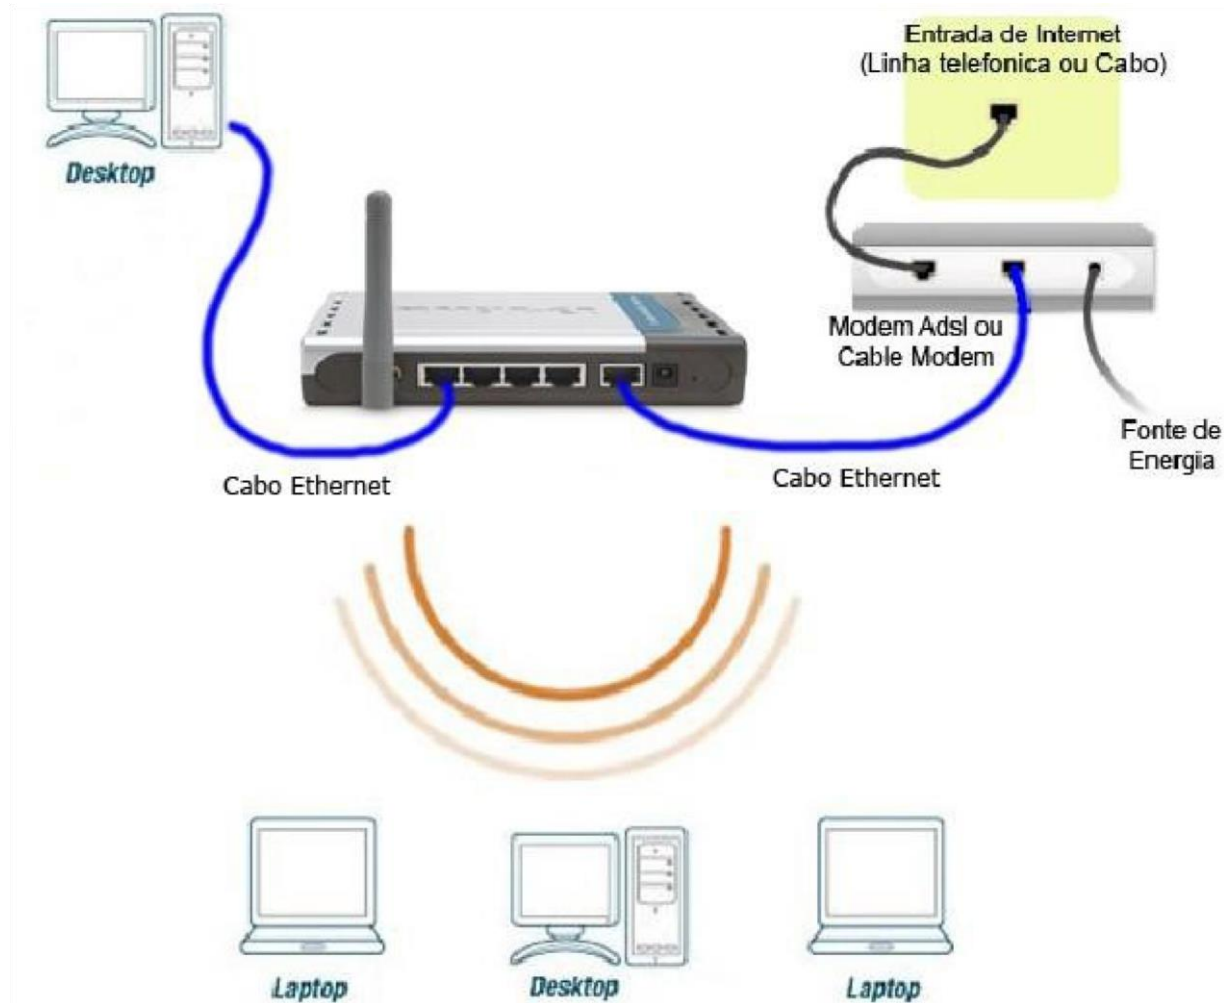 Entrada de Internet
(Linha telefonica ou Cabo)
Desktop
Modem Adsl ou
Cable Modem
Fonte de
Energia
Cabo Ethernet
Cabo Ethernet
Laptop
Desktop
Laptop